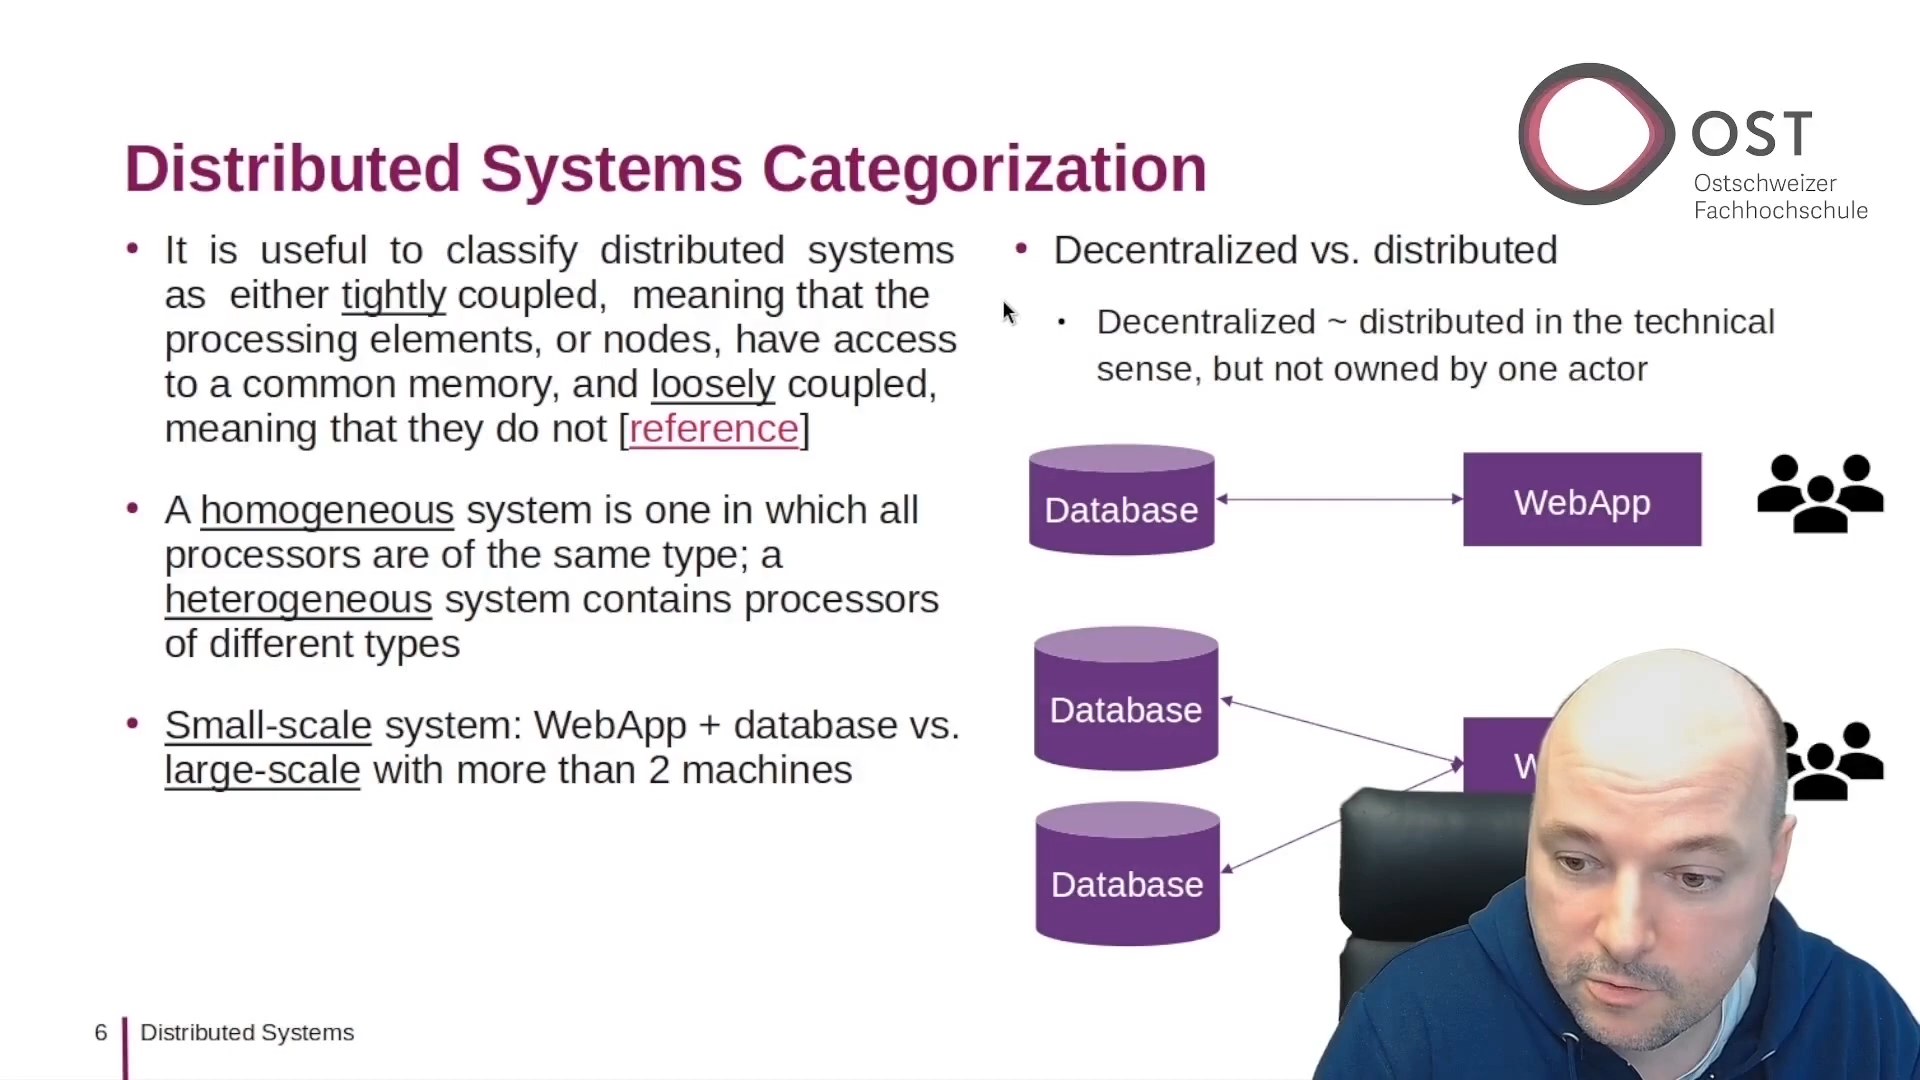 OST
Ostschweizer
Fachhochschule
Distributed Systems Categorization
• It is useful to classify distributed systems
as either tightly coupled, meaning that the
processing elements, or nodes, have access
to a common memory, and loosely coupled,
meaning that they do not [reference]
• A homogeneous system is one in which all
processors are of the same type; a
heterogeneous system contains processors
of different types
• Small-scale system: WebApp + database vs.
large-scale with more than 2 machines
• Decentralized vs. distributed
• Decentralized ~ distributed in the technical
sense, but not owned by one actor
Database
WebApp
Database
Database
6
Distributed Systems